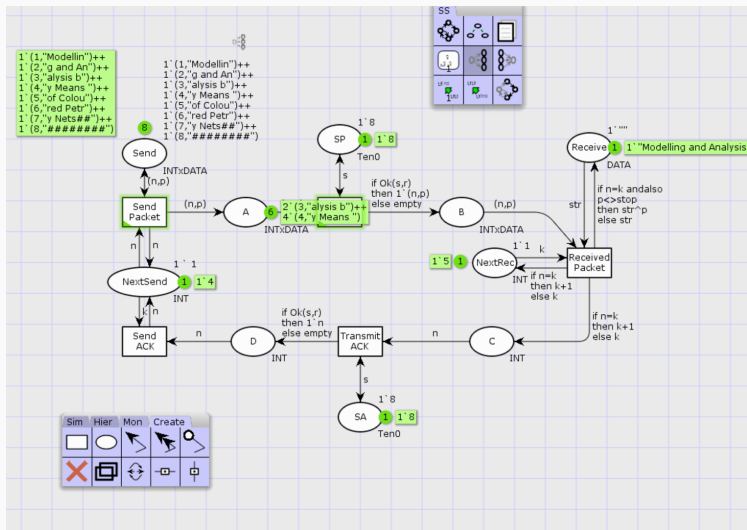 SS
1`(1,"Modellin")++
1`(2,"g and An")++
1`(3,"alysis b")++
1`(4,"y Means ")++
1`(5,"of Colou")++
1`(6,"red Petr")++
1`(7,"y Nets##")++
1`(8,"########")
1`(1,"Modellin")++
1`(2,"g and An")++
1`(3,"alysis b")++
1`(4,"y Means ")++
1`(5,"of Colou")++
1`(6,"red Petr")++
1`(7,"y Nets##")++
1`(8,"########")
8
Send
INTxDATA
(n,p)
Send
Packet
(n,p)
A
6
2`(3,"alysis b")++
4`(4,"y Means ")
INTxDATA
1`8
SP
1
1`8
Ten0
s
if Ok(s,r)
then 1`(n,p)
else empty
B
INTxDATA
(n,p)
1`""
Receive
1
1`"Modelling and Analysis
DATA
str
if n=k andalso
p<>stop
then str^p
else str
n
n
1`1
NextSend
1
1`4
INT
1`5
1
NextRec
1`1
k
INT
if n=k
then k+1
else k
Received
Packet
k
n
Send
ACK
n
D
INT
if Ok(s,r)
then 1`n
else empty
Transmit
ACK
n
C
INT
if n=k
then k+1
else k
s
1`8
SA
1
1`8
Ten0
Sim
Hier
Mon
Create